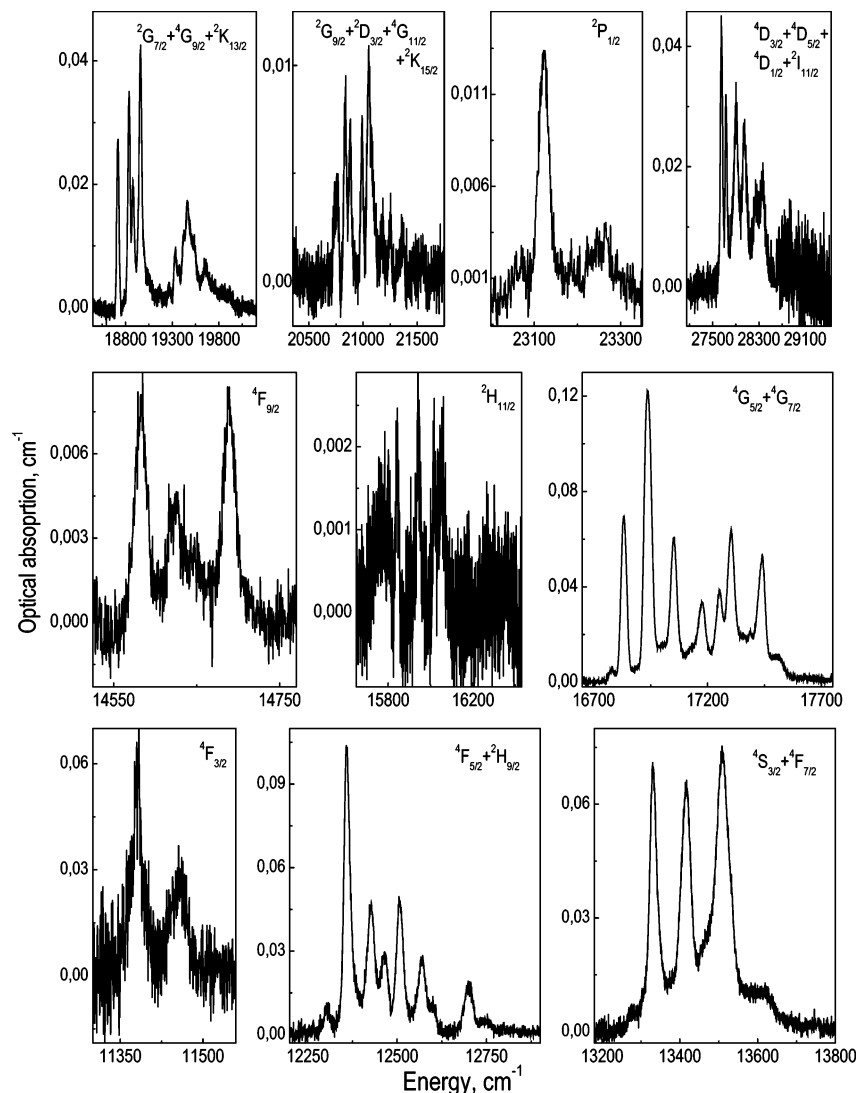 ²G₇/₂+⁴G₉/₂+²K₁₃/₂
0,04
0,02
0,00
18800 19300 19800
²G₉/₂+²D₃/₂+⁴G₁₁/₂
+²K₁₅/₂
0,01
0,00
20500 21000 21500
²P₁/₂
0,011
0,006
0,001
23100 23300
⁴D₃/₂+⁴D₅/₂+
⁴D₁/₂+²I₁₁/₂
0,04
0,02
0,00
27500 28300 29100
⁴F₉/₂
0,006
0,003
0,000
14550 14780
²H₁₁/₂
0,002
0,001
0,000
15800 16200
⁴G₅/₂+⁴G₇/₂
0,12
0,08
0,04
0,00
16700 17200 17700
Optical absoprtion, cm⁻¹
⁴F₃/₂
0,06
0,03
0,00
11350 11500
⁴F₅/₂+²H₉/₂
0,09
0,06
0,03
0,00
12250 12500 12750
⁴S₃/₂+⁴F₇/₂
0,06
0,03
0,00
13200 13400 13600 13800
Energy, cm⁻¹